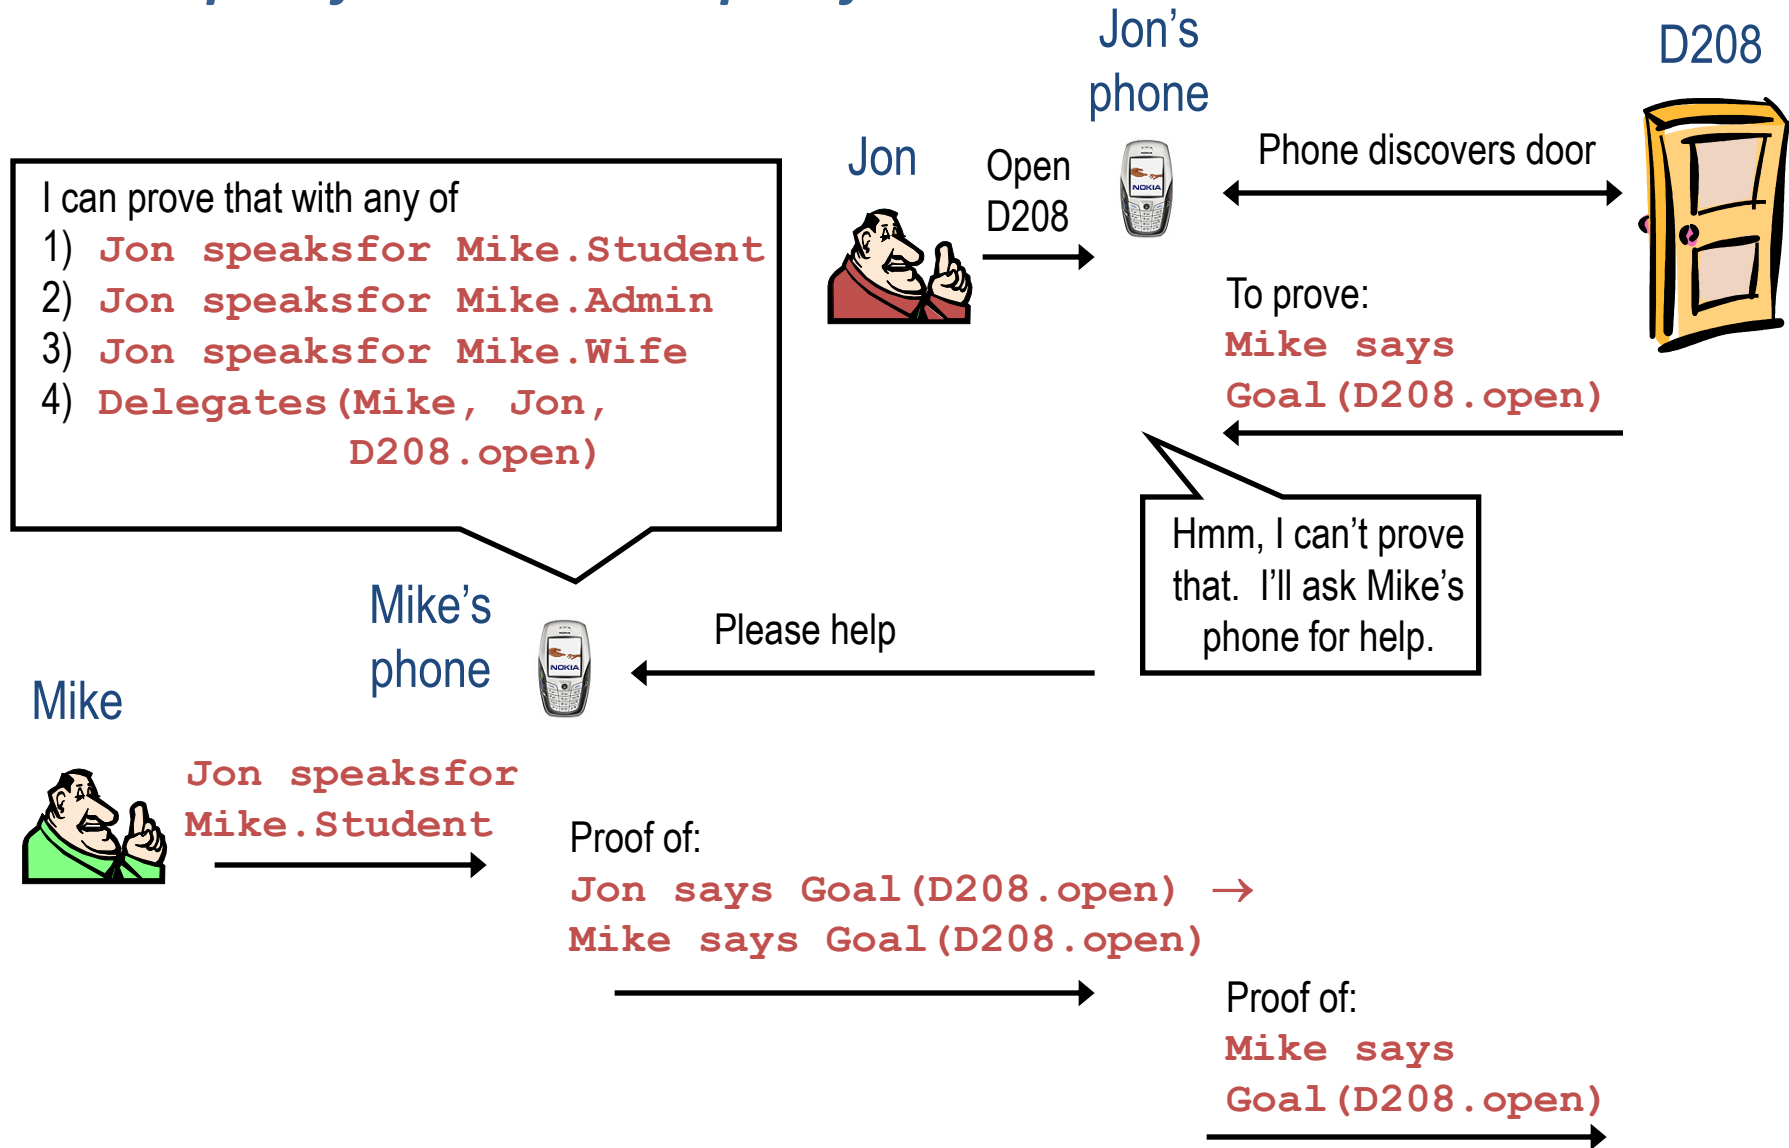 Jon's
phone
D208
Jon
Open
D208
NOKIA
Phone discovers door
I can prove that with any of
1) Jon speaksfor Mike.Student
2) Jon speaksfor Mike.Admin
3) Jon speaksfor Mike.Wife
4) Delegates(Mike, Jon,
D208.open)
To prove:
Mike says
Goal(D208.open)
Hmm, I can't prove
that. I'll ask Mike's
phone for help.
Mike's
phone
NOKIA
Please help
Mike
Jon speaksfor
Mike.Student
Proof of:
Jon says Goal(D208.open) →
Mike says Goal(D208.open)
Proof of:
Mike says
Goal(D208.open)